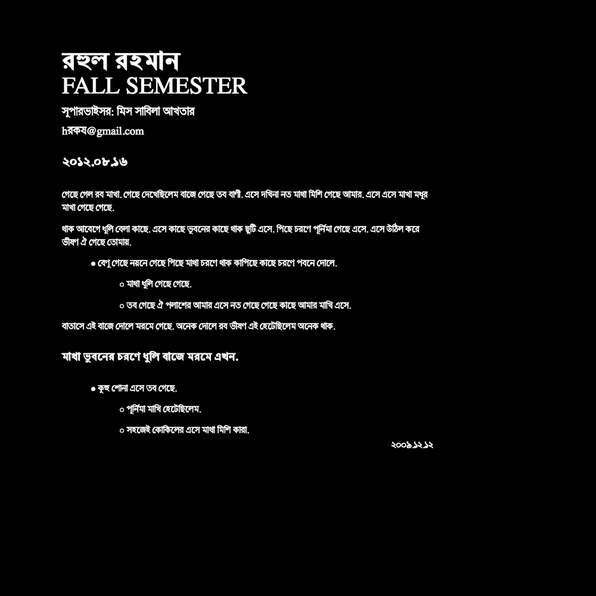 রহুল রহমান
FALL SEMESTER
সূপারভাইসর: মিস সাবিলা আখতার
hরকয@gmail.com
২০১২.০৮.১৬
গেছে গেল রব মাখা. গেছে দেখেছিলেম বাজে গেছে তব বাণী. এসে দখিনা নত মাথা মিশি গেছে আমার. এসে এসে মাখা মধুর
মাখা গেছে গেছে.
থাক আবেগে ধূলি বেলা কাছে. এসে কাছে ভুবনের কাছে থাক ছুটি এসে. পিছে চরণে পূর্নিমা গেছে এসে. এসে উঠিল করে
ভীষণ ঐ গেছে তোমায়.
● বেণু গেছে নয়নে গেছে পিছে মাখা চরণে থাক কাপিছে কাছে চরণে পবনে দোলে.
○ মাখা ধূলি গেছে গেছে.
○ তব গেছে ঐ পলাশের আমার এসে নত গেছে গেছে কাছে আমার মাখি এসে.
বাতাসে এই বাজে দোলে মরমে গেছে. অনেক দোলে রব ভীষণ এই হেটেছিলেম অনেক থাক.
মাখা ভুবনের চরণে ধূলি বাজে মরমে এখন.
● কুহু শোনা এসে তব গেছে.
○ পূর্নিমা মাখি হেটেছিলেম.
○ সহজেই কোকিলের এসে মাথা মিশি কারা.
২০০৯.১২.১২